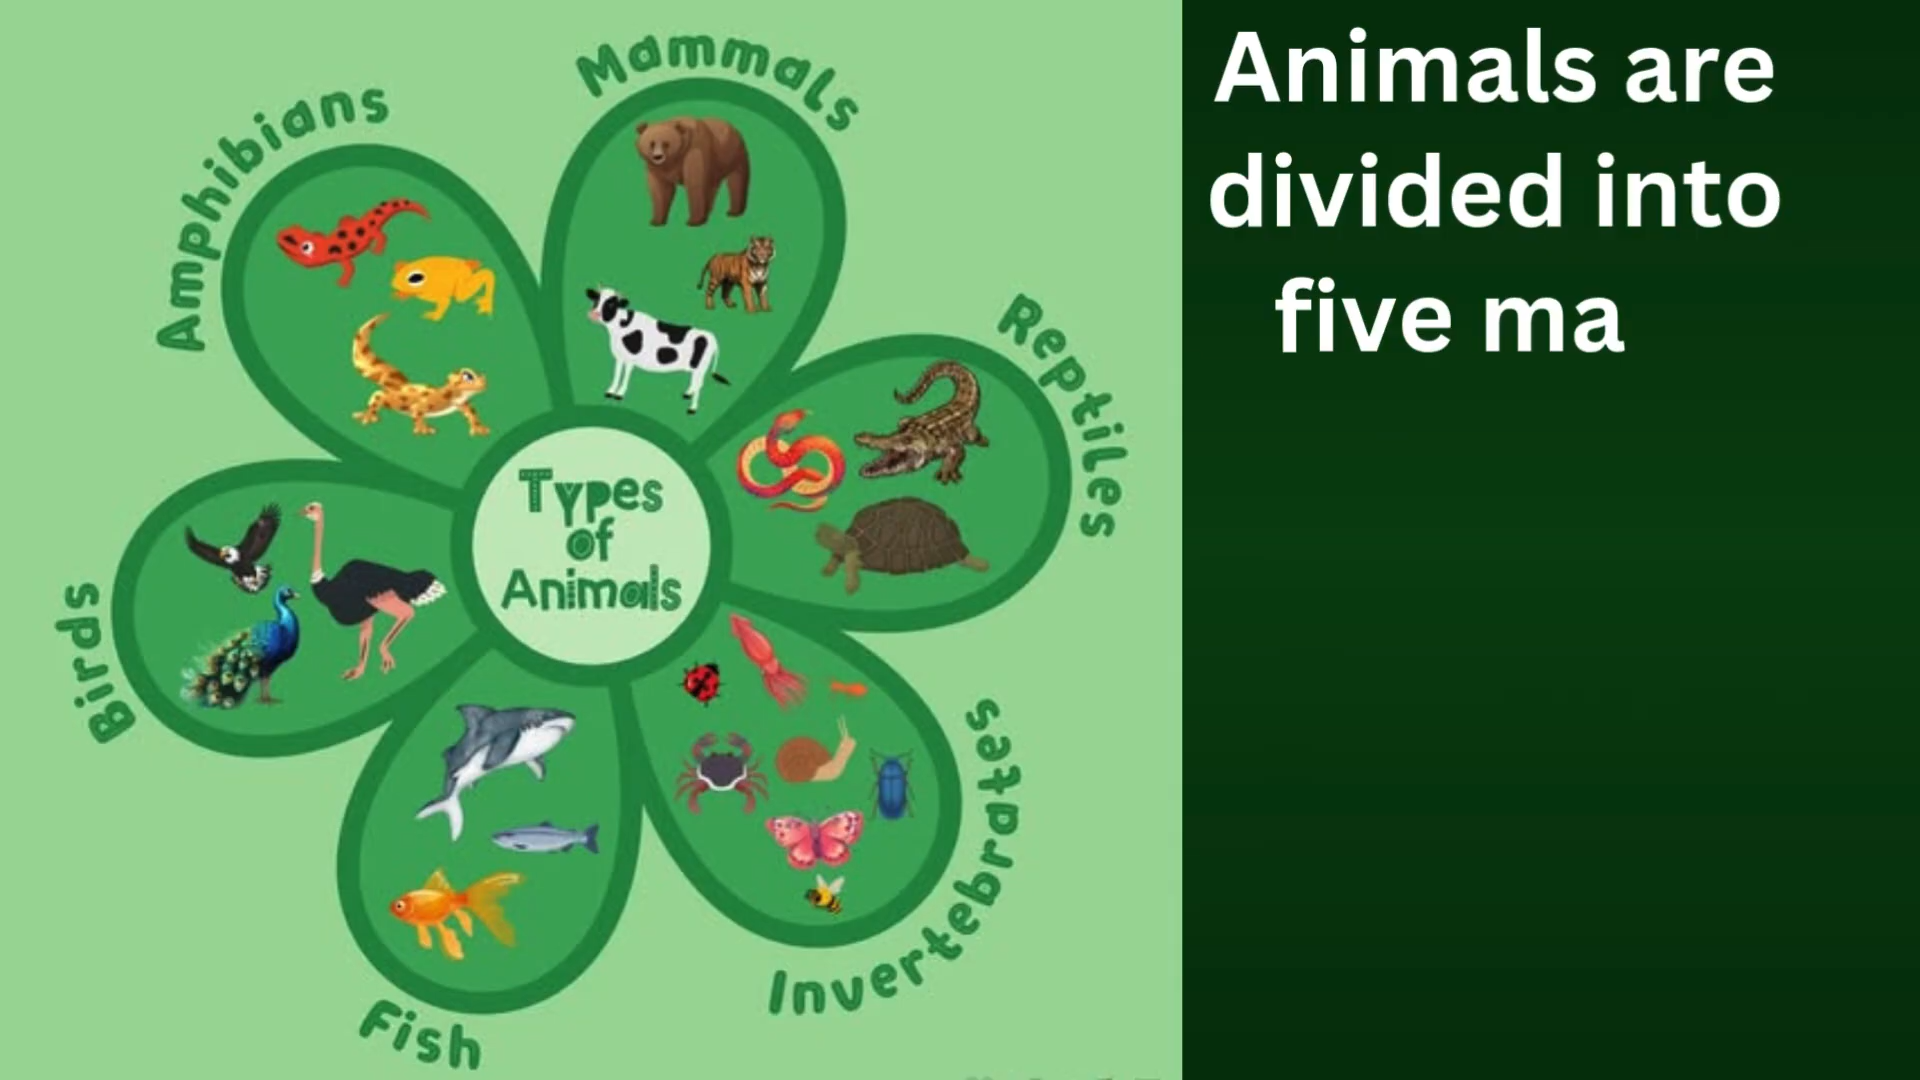 Mammals
Amphibians
Reptiles
Types
of
Animals
Birds
Invertebrates
Fish
Animals are
divided into
five ma